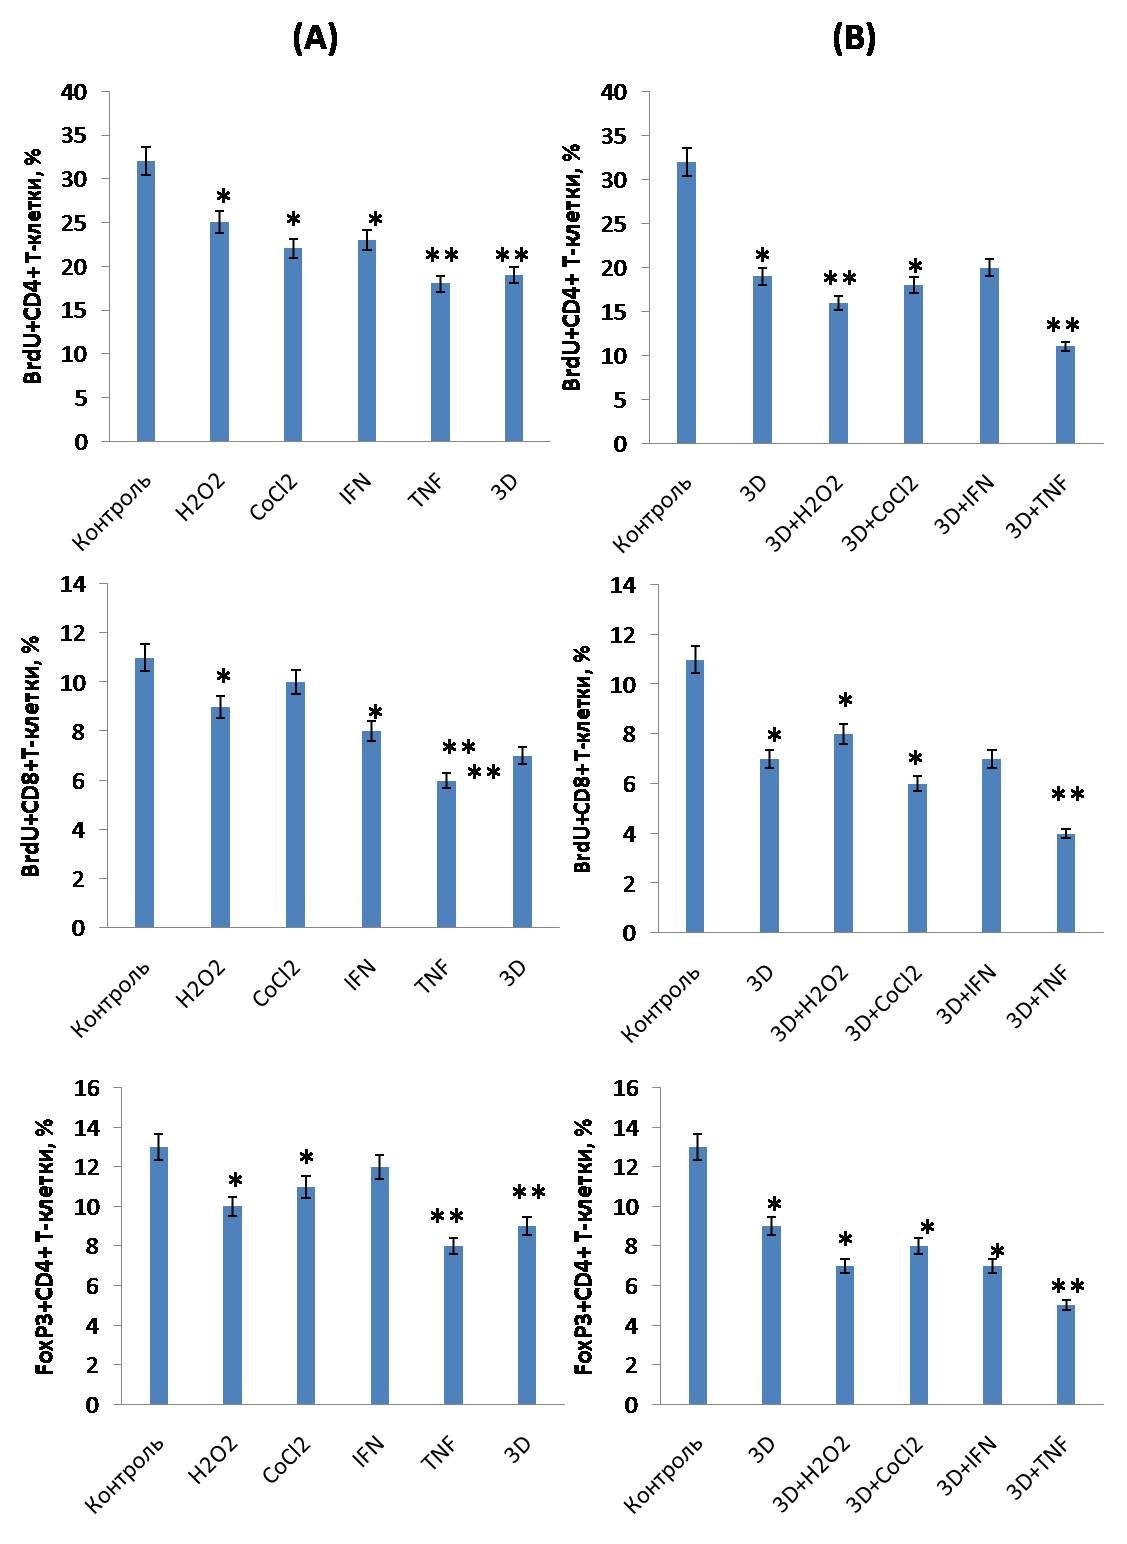 (A)
(B)
BrdU+CD4+ Т-клетки, %
40
35
30
25
20
15
10
5
0
*
*
*
**
**
Контроль
H2O2
CoCl2
IFN
TNF
3D
BrdU+CD4+ Т-клетки, %
40
35
30
25
20
15
10
5
0
*
**
*
**
Контроль
3D
3D+H2O2
3D+CoCl2
3D+IFN
3D+TNF
BrdU+CD8+Т-клетки, %
14
12
10
8
6
4
2
0
*
*
**
**
Контроль
H2O2
CoCl2
IFN
TNF
3D
BrdU+CD8+Т-клетки, %
14
12
10
8
6
4
2
0
*
*
*
**
Контроль
3D
3D+H2O2
3D+CoCl2
3D+IFN
3D+TNF
FoxP3+CD4+ Т-клетки, %
16
14
12
10
8
6
4
2
0
*
*
**
**
Контроль
H2O2
CoCl2
IFN
TNF
3D
FoxP3+CD4+ Т-клетки, %
16
14
12
10
8
6
4
2
0
*
*
*
*
**
Контроль
3D
3D+H2O2
3D+CoCl2
3D+IFN
3D+TNF